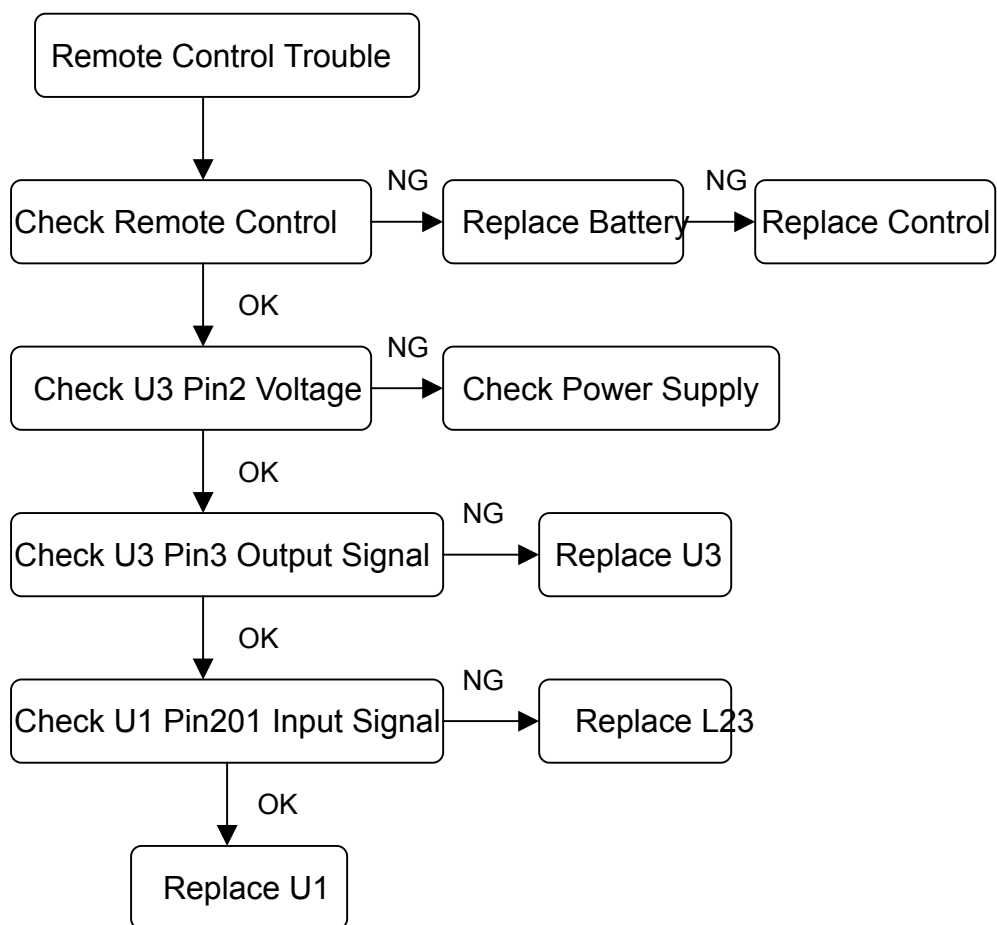 Remote Control Trouble
NG
NG
Check Remote Control
Replace Battery
Replace Control
OK
NG
Check U3 Pin2 Voltage
Check Power Supply
OK
NG
Check U3 Pin3 Output Signal
Replace U3
OK
NG
Check U1 Pin201 Input Signal
Replace L23
OK
Replace U1